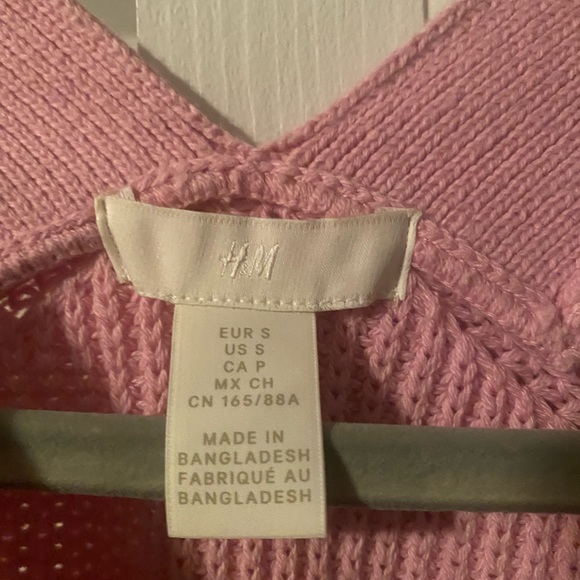 H&M
EUR S
US S
CA P
MX CH
CN 165/88A
MADE IN
BANGLADESH
FABRIQUÉ AU
BANGLADESH